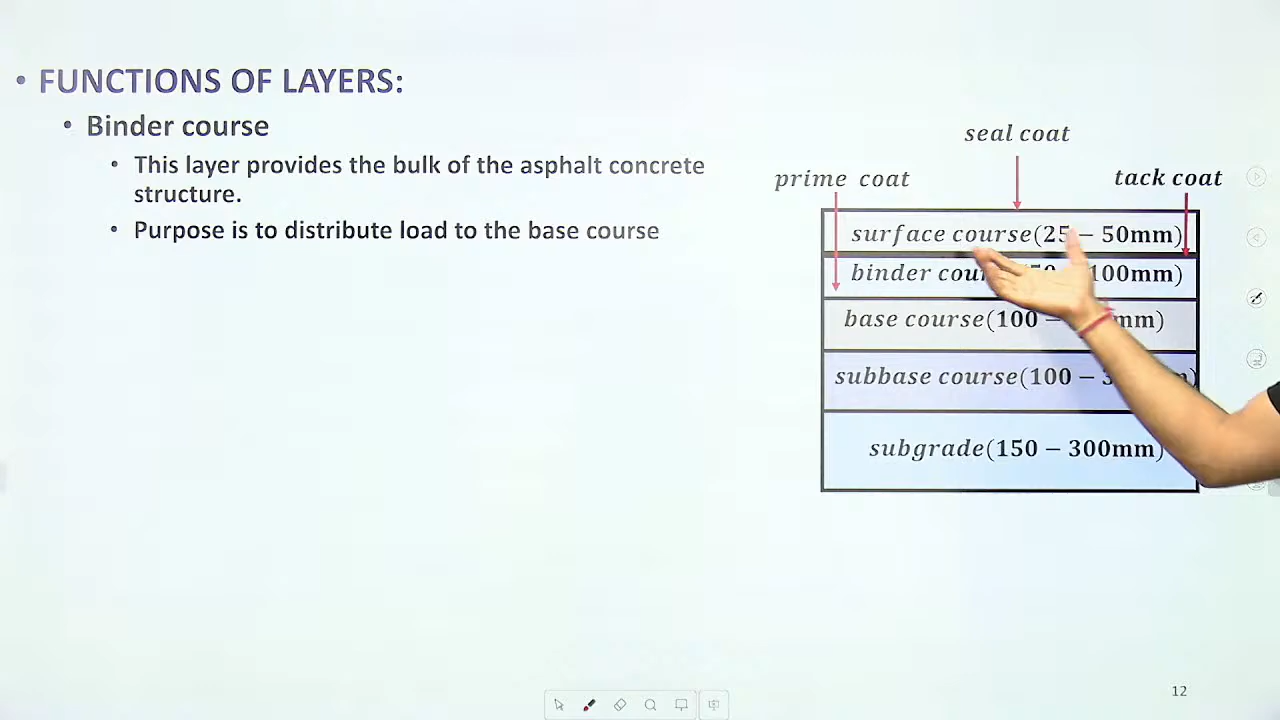 • FUNCTIONS OF LAYERS:
• Binder course
• This layer provides the bulk of the asphalt concrete
structure.
• Purpose is to distribute load to the base course
seal coat
prime coat
tack coat
surface course(25 – 50mm)
binder 100mm)
base course(100 – mm)
subbase course(100 –
subgrade(150 – 300mm)
12